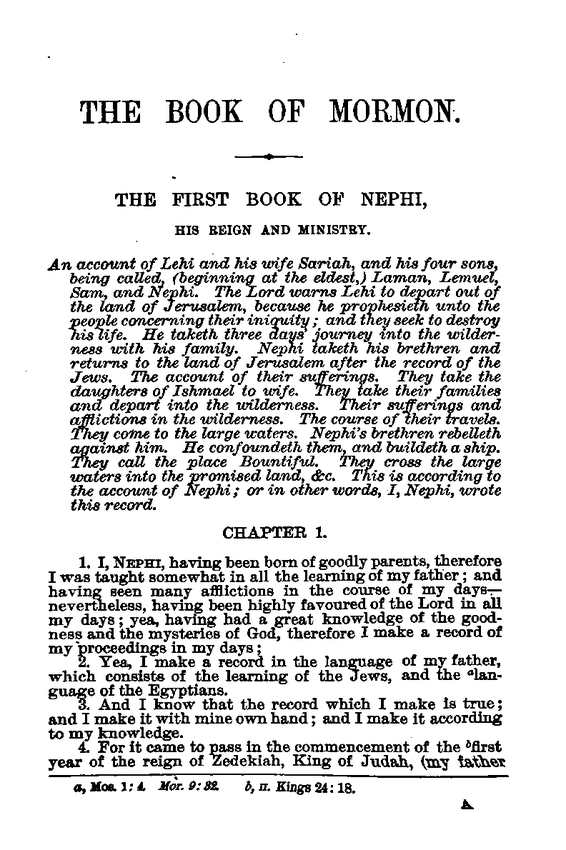 THE BOOK OF MORMON.
THE FIRST BOOK OF NEPHI,
HIS REIGN AND MINISTRY.
An account of Lehi and his wife Sariah, and his four sons,
being called, (beginning at the eldest,) Laman, Lemuel,
Sam, and Nephi. The Lord warns Lehi to depart out of
the land of Jerusalem, because he prophesieth unto the
people concerning their iniquity; and they seek to destroy
his life. He taketh three days' journey into the wilder-
ness with his family. Nephi taketh his brethren and
returns to the land of Jerusalem after the record of the
Jews. The account of their sufferings. They take the
daughters of Ishmael to wife. They take their families
and depart into the wilderness. Their sufferings and
afflictions in the wilderness. The course of their travels.
They come to the large waters. Nephi's brethren rebelleth
against him. He confoundeth them, and buildeth a ship.
They call the place Bountiful. They cross the large
waters into the promised land, &c. This is according to
the account of Nephi; or in other words, I, Nephi, wrote
this record.
CHAPTER 1.
1. I, NEPHI, having been born of goodly parents, therefore
I was taught somewhat in all the learning of my father; and
having seen many afflictions in the course of my days—
nevertheless, having been highly favoured of the Lord in all
my days; yea, having had a great knowledge of the good-
ness and the mysteries of God, therefore I make a record of
my proceedings in my days;
2. Yea, I make a record in the language of my father,
which consists of the learning of the Jews, and the ᵃlan-
guage of the Egyptians.
3. And I know that the record which I make is true;
and I make it with mine own hand; and I make it according
to my knowledge.
4. For it came to pass in the commencement of the ᵇfirst
year of the reign of Zedekiah, King of Judah, (my father
a, Mos. 1: 4. Mor. 9: 32. b, II. Kings 24: 18.
A